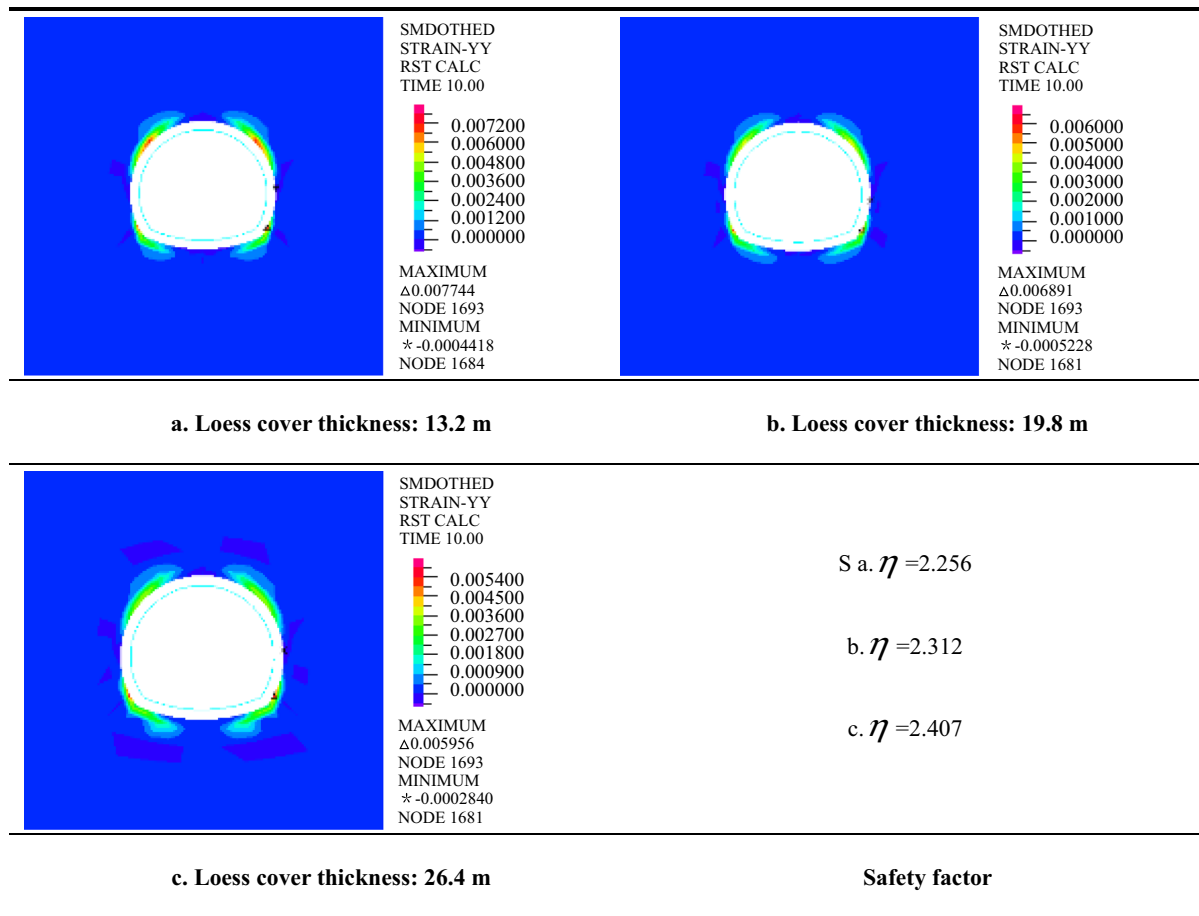 SMDOTHED
STRAIN-YY
RST CALC
TIME 10.00
0.007200
0.006000
0.004800
0.003600
0.002400
0.001200
0.000000
MAXIMUM
△0.007744
NODE 1693
MINIMUM
*-0.0004418
NODE 1684
SMDOTHED
STRAIN-YY
RST CALC
TIME 10.00
0.006000
0.005000
0.004000
0.003000
0.002000
0.001000
0.000000
MAXIMUM
△0.006891
NODE 1693
MINIMUM
*-0.0005228
NODE 1681
a. Loess cover thickness: 13.2 m
b. Loess cover thickness: 19.8 m
SMDOTHED
STRAIN-YY
RST CALC
TIME 10.00
0.005400
0.004500
0.003600
0.002700
0.001800
0.000900
0.000000
MAXIMUM
△0.005956
NODE 1693
MINIMUM
*-0.0002840
NODE 1681
S a. η =2.256
b. η =2.312
c. η =2.407
c. Loess cover thickness: 26.4 m
Safety factor